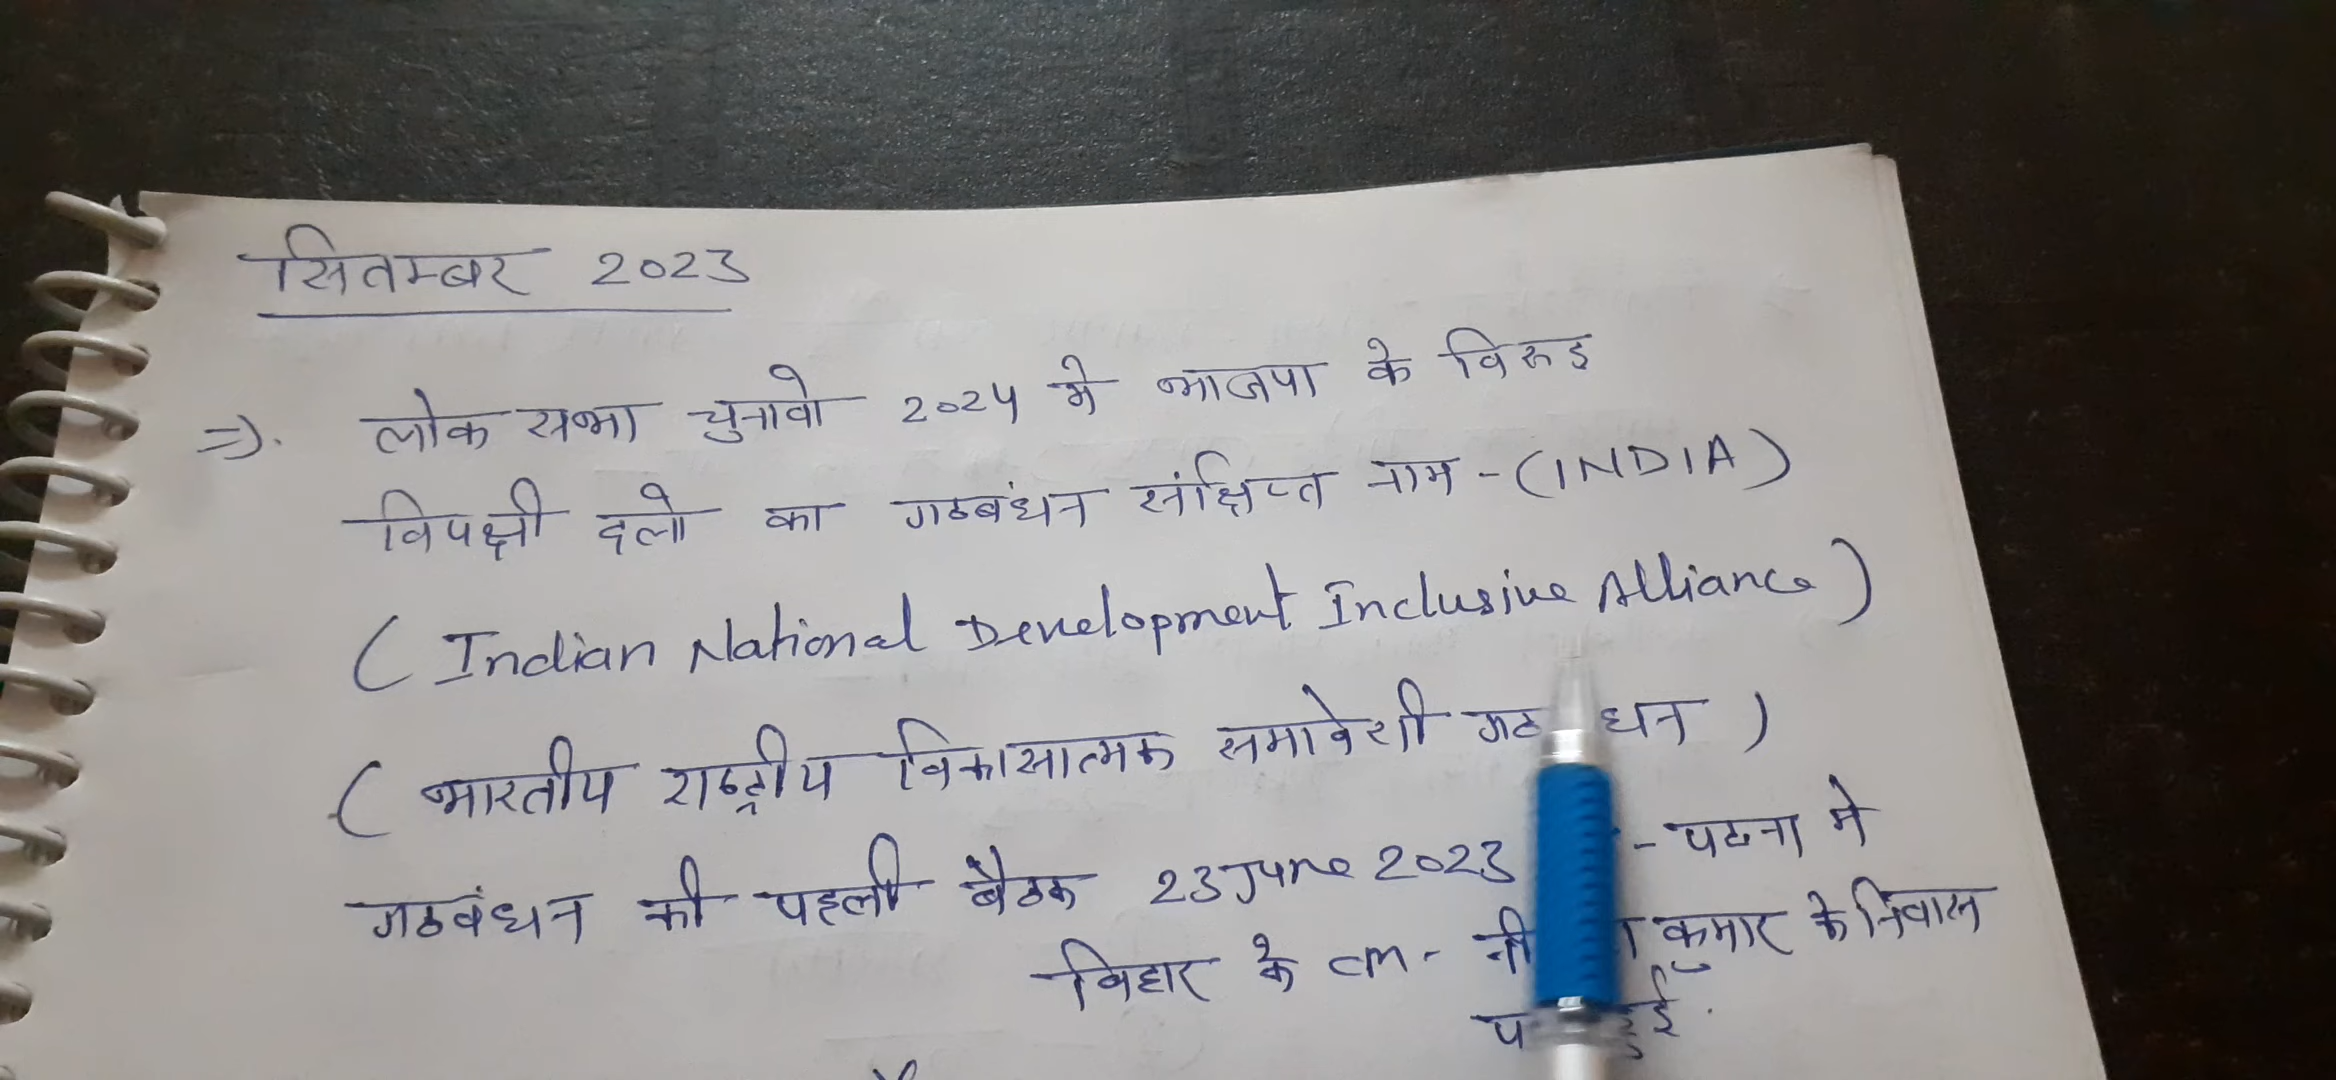 सितम्बर 2023
⇒. लोक सभा चुनावो 2024 मे भाजपा के विरुद्द
विपक्षी दलो का गठबंधन संक्षिप्त नाम - (INDIA)
( Indian National Development Inclusive Alliance )
( भारतीय राष्ट्रीय विकासात्मक समावेशी )
गठबंधन की पहली बैठक 23 June 2023 - पटना मे
बिहार के cm - कुमार के निवास
हुई.